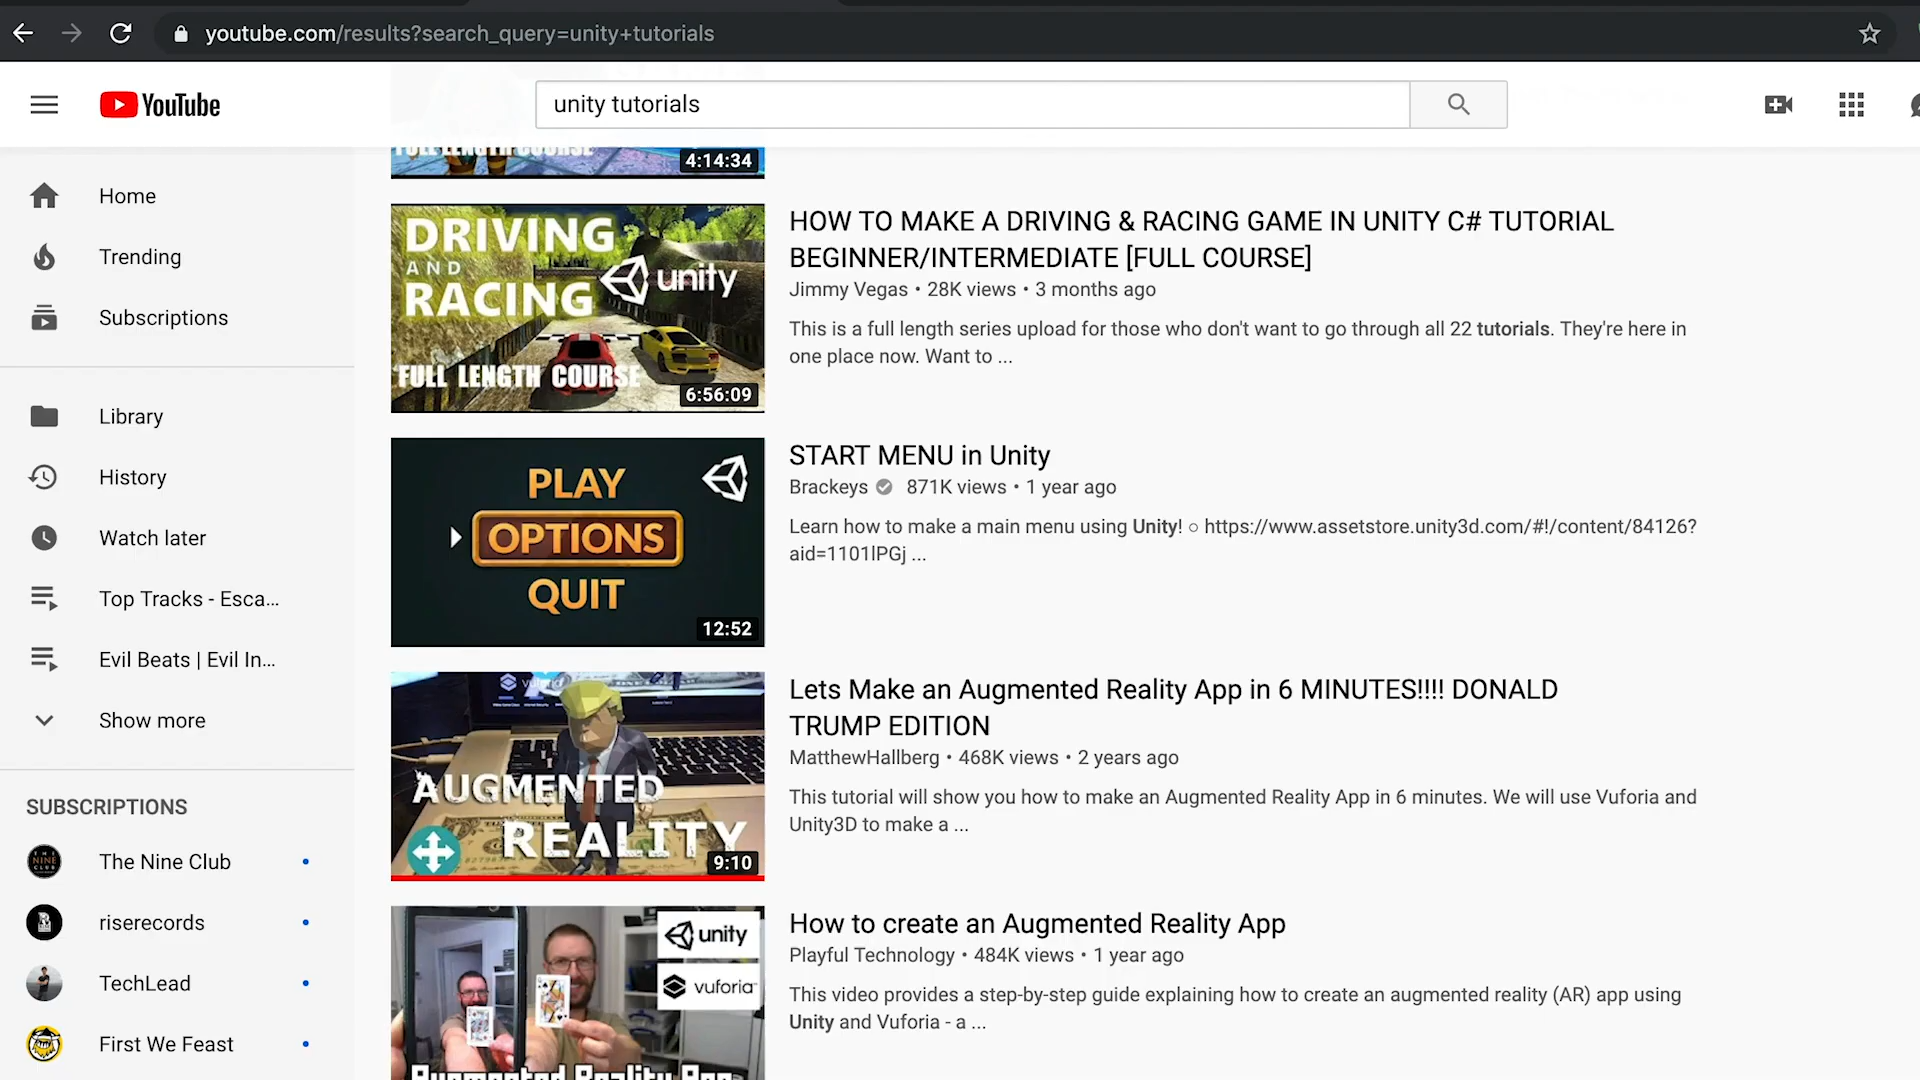 youtube.com/results?search_query=unity+tutorials
YouTube
unity tutorials
FULL LENGTH COURSE
4:14:34
Home
Trending
Subscriptions
Library
History
Watch later
Top Tracks - Esca...
Evil Beats | Evil In...
Show more
SUBSCRIPTIONS
The Nine Club
riserecords
TechLead
First We Feast
DRIVING
AND
RACING
unity
FULL LENGTH COURSE
6:56:09
HOW TO MAKE A DRIVING & RACING GAME IN UNITY C# TUTORIAL
BEGINNER/INTERMEDIATE [FULL COURSE]
Jimmy Vegas • 28K views • 3 months ago
This is a full length series upload for those who don't want to go through all 22 tutorials. They're here in
one place now. Want to ...
PLAY
OPTIONS
QUIT
12:52
START MENU in Unity
Brackeys 871K views • 1 year ago
Learn how to make a main menu using Unity! ○ https://www.assetstore.unity3d.com/#!/content/84126?
aid=1101lPGj ...
AUGMENTED
REALITY
9:10
Lets Make an Augmented Reality App in 6 MINUTES!!!! DONALD
TRUMP EDITION
MatthewHallberg • 468K views • 2 years ago
This tutorial will show you how to make an Augmented Reality App in 6 minutes. We will use Vuforia and
Unity3D to make a ...
unity
vuforia
Augmented Reality App
How to create an Augmented Reality App
Playful Technology • 484K views • 1 year ago
This video provides a step-by-step guide explaining how to create an augmented reality (AR) app using
Unity and Vuforia - a ...